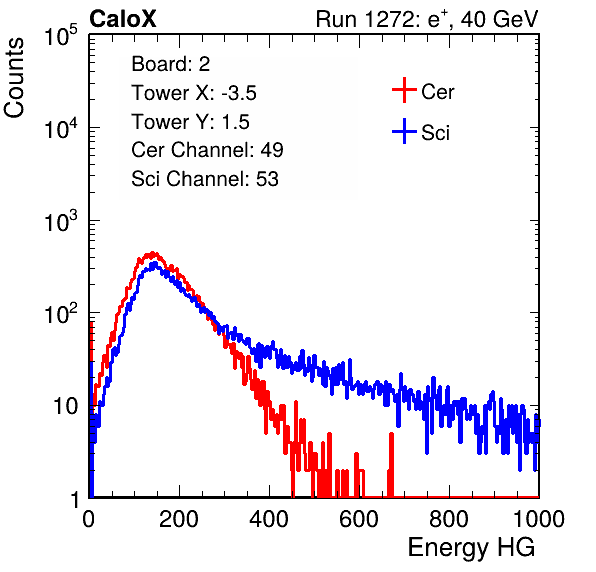 CaloX Run 1272: e⁺, 40 GeV
Counts
Board: 2
Tower X: -3.5
Tower Y: 1.5
Cer Channel: 49
Sci Channel: 53
Cer
Sci
10⁵
10⁴
10³
10²
10
1
0 200 400 600 800 1000
Energy HG